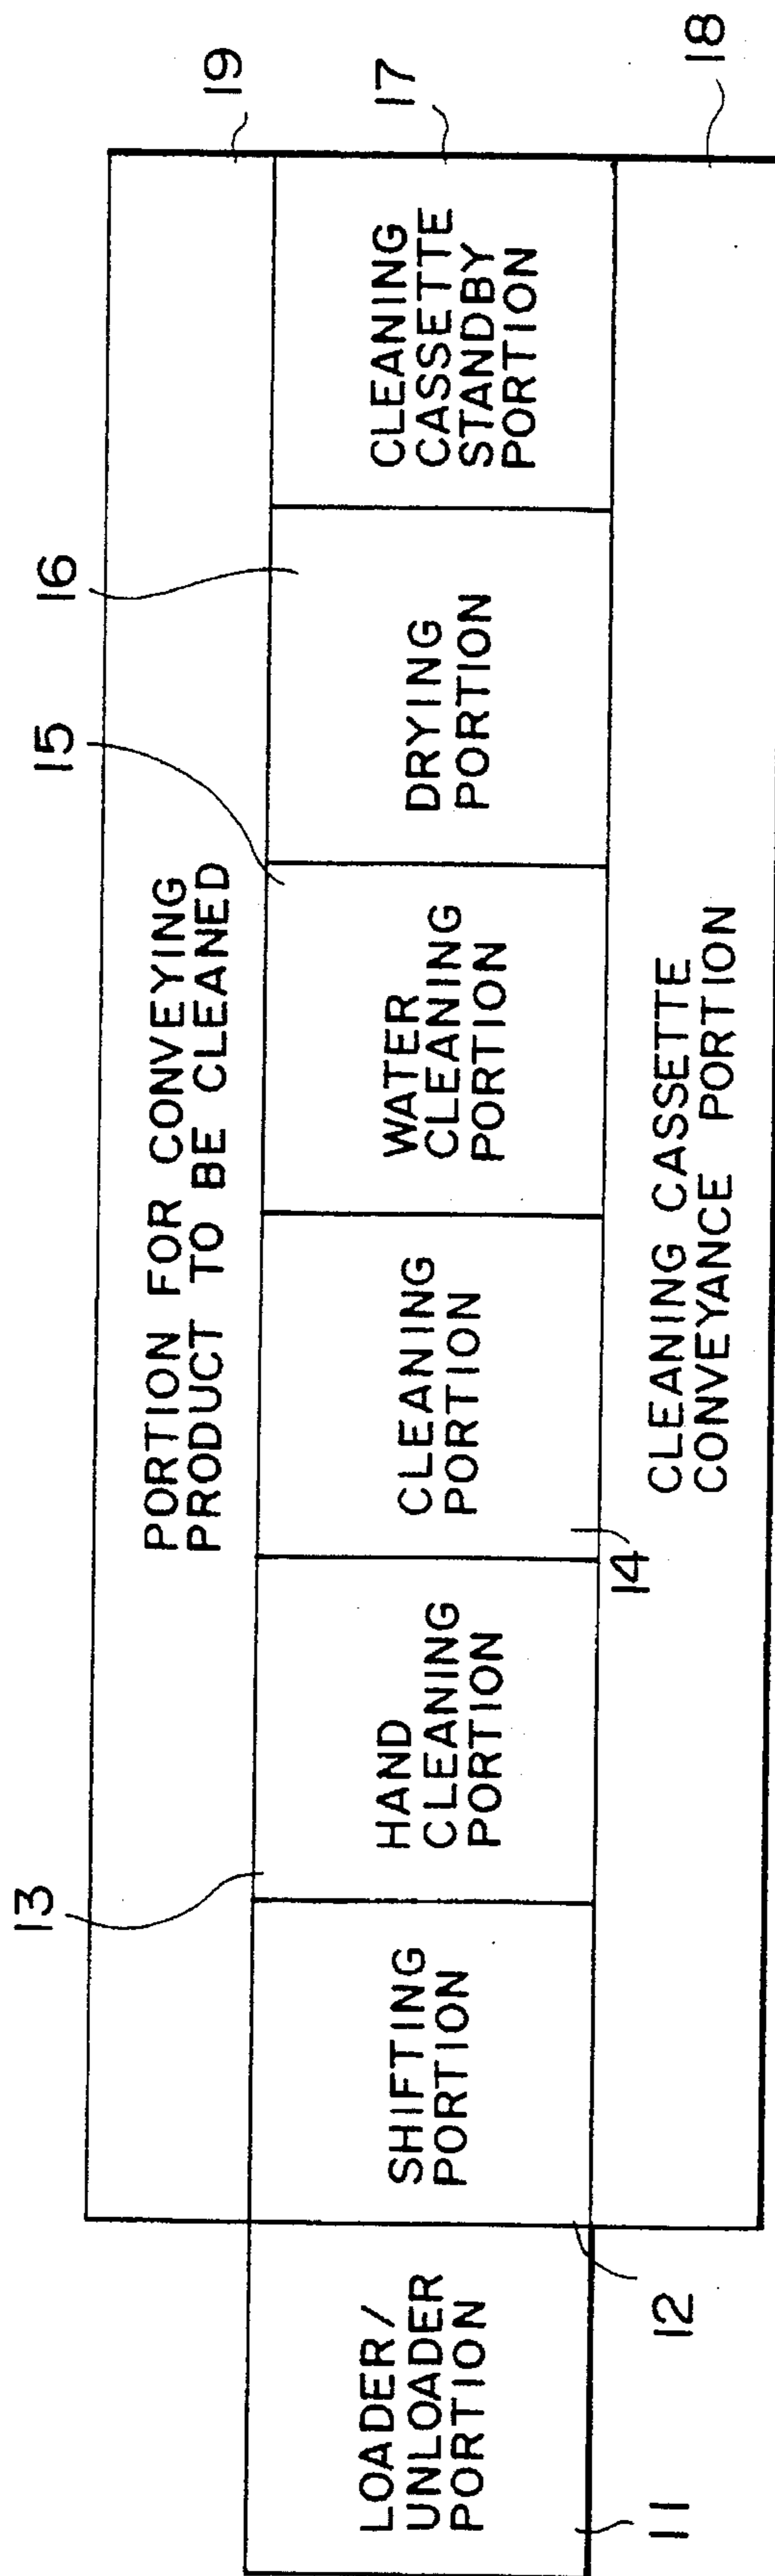 19
PORTION FOR CONVEYING
PRODUCT TO BE CLEANED
13
15
16
17
LOADER/
UNLOADER
PORTION
SHIFTING
PORTION
HAND
CLEANING
PORTION
CLEANING
PORTION
WATER
CLEANING
PORTION
DRYING
PORTION
CLEANING
CASSETTE
STANDBY
PORTION
11
12
14
CLEANING CASSETTE
CONVEYANCE PORTION
18